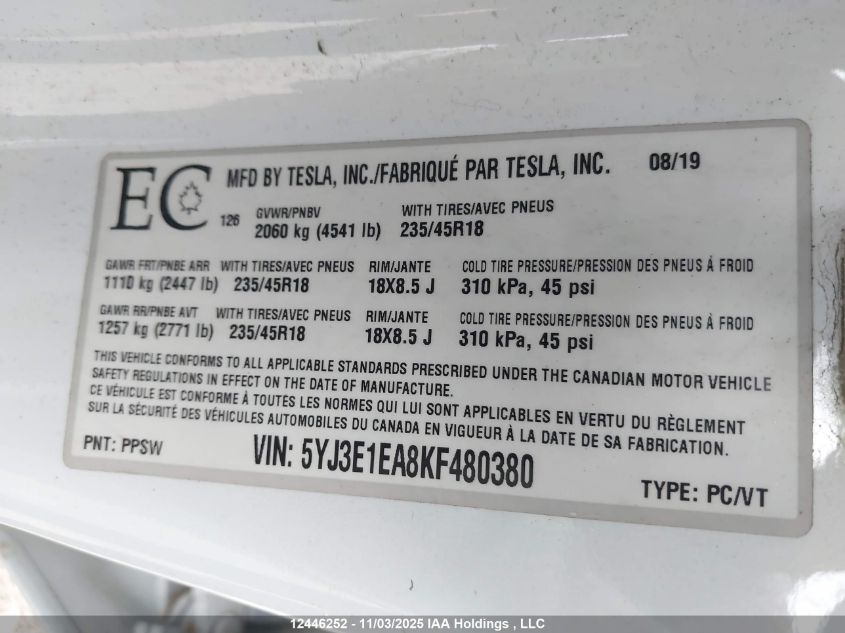 EC MFD BY TESLA, INC./FABRIQUÉ PAR TESLA, INC. 08/19
126 GVWR/PNBV WITH TIRES/AVEC PNEUS
2060 kg (4541 lb) 235/45R18
GAWR FRT/PNBE ARR WITH TIRES/AVEC PNEUS RIM/JANTE COLD TIRE PRESSURE/PRESSION DES PNEUS À FROID
1110 kg (2447 lb) 235/45R18 18X8.5 J 310 kPa, 45 psi
GAWR RR/PNBE AVT WITH TIRES/AVEC PNEUS RIM/JANTE COLD TIRE PRESSURE/PRESSION DES PNEUS À FROID
1257 kg (2771 lb) 235/45R18 18X8.5 J 310 kPa, 45 psi
THIS VEHICLE CONFORMS TO ALL APPLICABLE STANDARDS PRESCRIBED UNDER THE CANADIAN MOTOR VEHICLE
SAFETY REGULATIONS IN EFFECT ON THE DATE OF MANUFACTURE.
CE VÉHICULE EST CONFORME À TOUTES LES NORMES QUI LUI SONT APPLICABLES EN VERTU DU RÈGLEMENT
SUR LA SÉCURITÉ DES VÉHICULES AUTOMOBILES DU CANADA EN VIGUEUR À LA DATE DE SA FABRICATION.
PNT: PPSW VIN: 5YJ3E1EA8KF480380 TYPE: PC/VT
12446252 - 11/03/2025 IAA Holdings , LLC